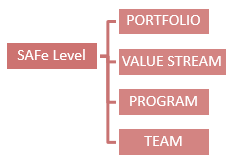 SAFe Level
PORTFOLIO
VALUE STREAM
PROGRAM
TEAM